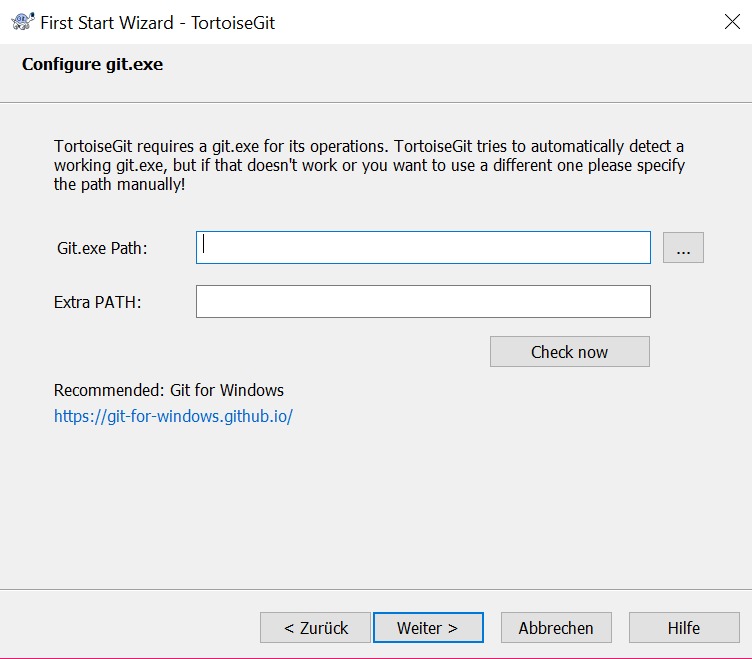 First Start Wizard - TortoiseGit
Configure git.exe
TortoiseGit requires a git.exe for its operations. TortoiseGit tries to automatically detect a
working git.exe, but if that doesn't work or you want to use a different one please specify
the path manually!
Git.exe Path:
...
Extra PATH:
Check now
Recommended: Git for Windows
https://git-for-windows.github.io/
< Zurück
Weiter >
Abbrechen
Hilfe